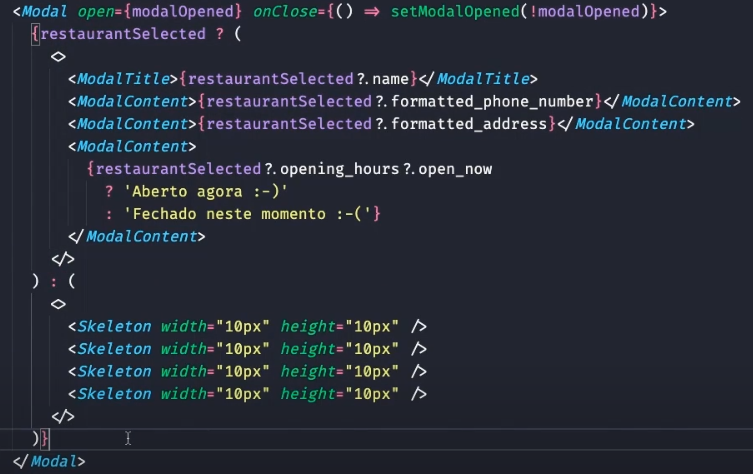 <Modal open={modalOpened} onClose={() => setModalOpened(!modalOpened)}>
{restaurantSelected ? (
<>
<ModalTitle>{restaurantSelected?.name}</ModalTitle>
<ModalContent>{restaurantSelected?.formatted_phone_number}</ModalContent>
<ModalContent>{restaurantSelected?.formatted_address}</ModalContent>
<ModalContent>
{restaurantSelected?.opening_hours?.open_now
? 'Aberto agora :-)'
: 'Fechado neste momento :-('}
</ModalContent>
</>
) : (
<>
<Skeleton width="10px" height="10px" />
<Skeleton width="10px" height="10px" />
<Skeleton width="10px" height="10px" />
<Skeleton width="10px" height="10px" />
</>
)}
</Modal>